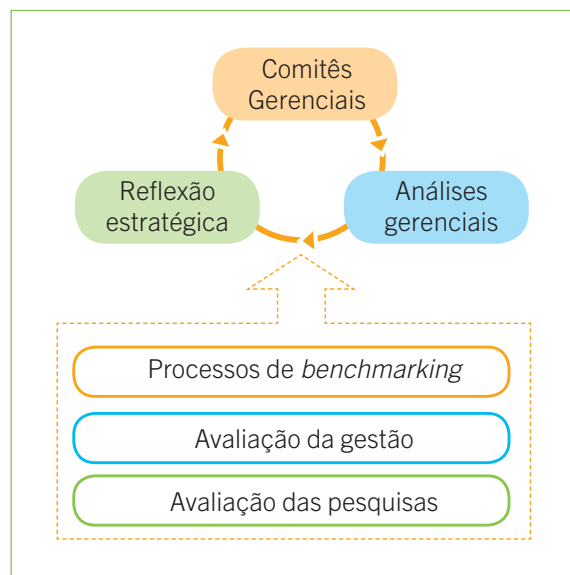 Comitês
Gerenciais
Reflexão
estratégica
Análises
gerenciais
Processos de benchmarking
Avaliação da gestão
Avaliação das pesquisas